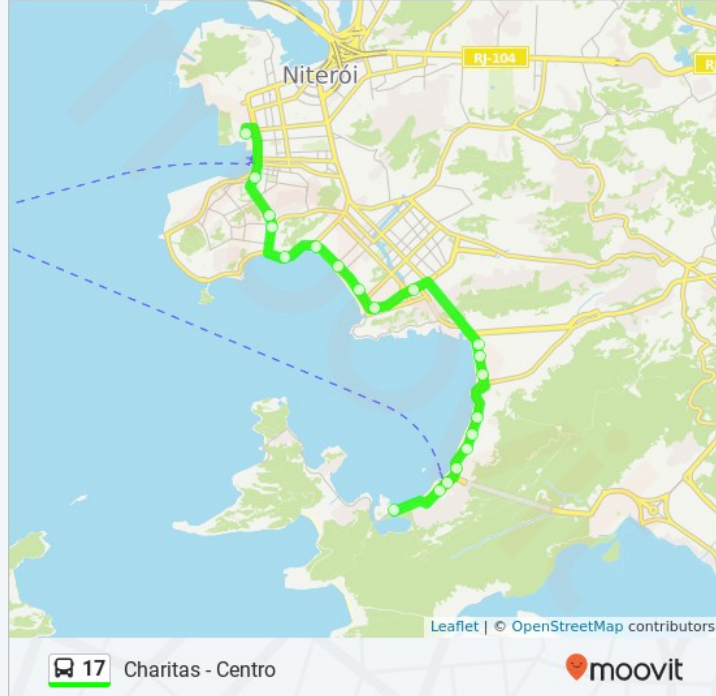 RJ-104
R
Niterói
Leaflet | © OpenStreetMap contributors
17 Charitas - Centro
moovit